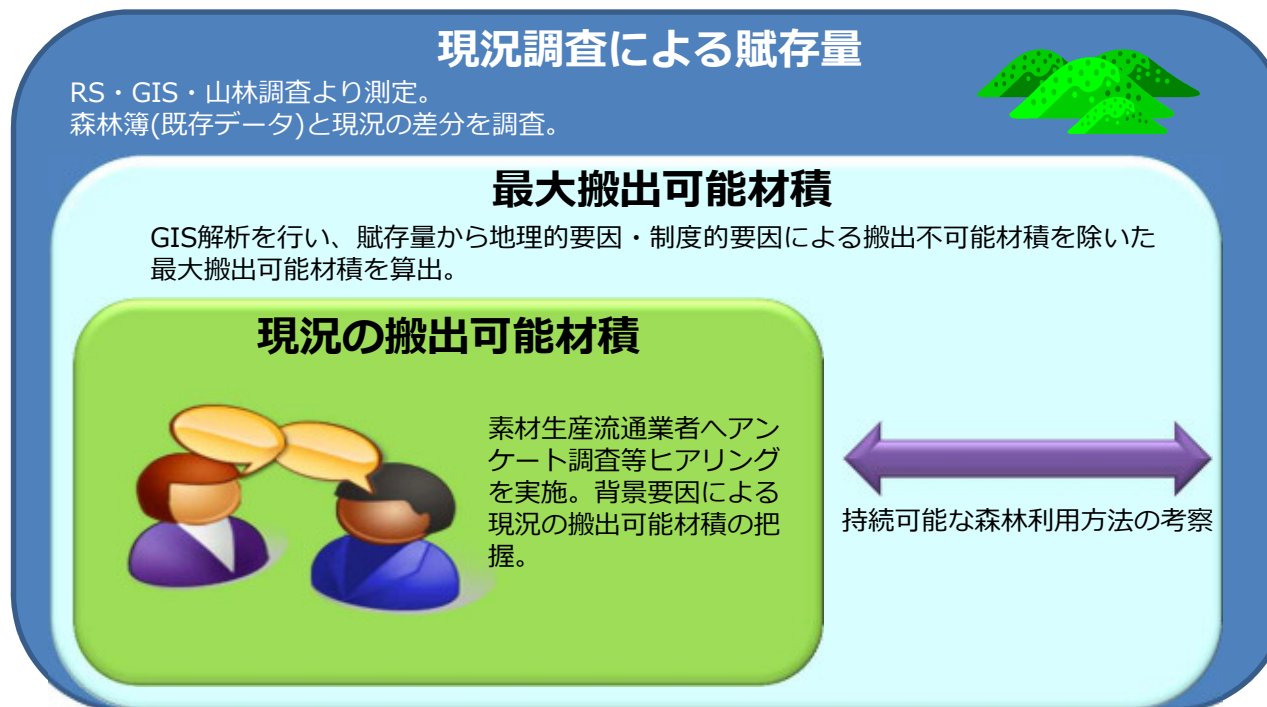 現況調査による賦存量
RS・GIS・山林調査より測定。
森林簿(既存データ)と現況の差分を調査。
最大搬出可能材積
GIS解析を行い、賦存量から地理的要因・制度的要因による搬出不可能材積を除いた
最大搬出可能材積を算出。
現況の搬出可能材積
素材生産流通業者へアン
ケート調査等ヒアリング
を実施。背景要因による
現況の搬出可能材積の把
握。
持続可能な森林利用方法の考察